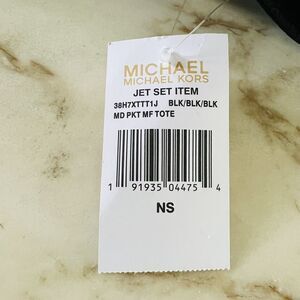 MICHAEL
MICHAEL KORS
JET SET ITEM
38H7XTTT1J BLK/BLK/BLK
MD PKT MF TOTE
1 91935 04475 4
NS